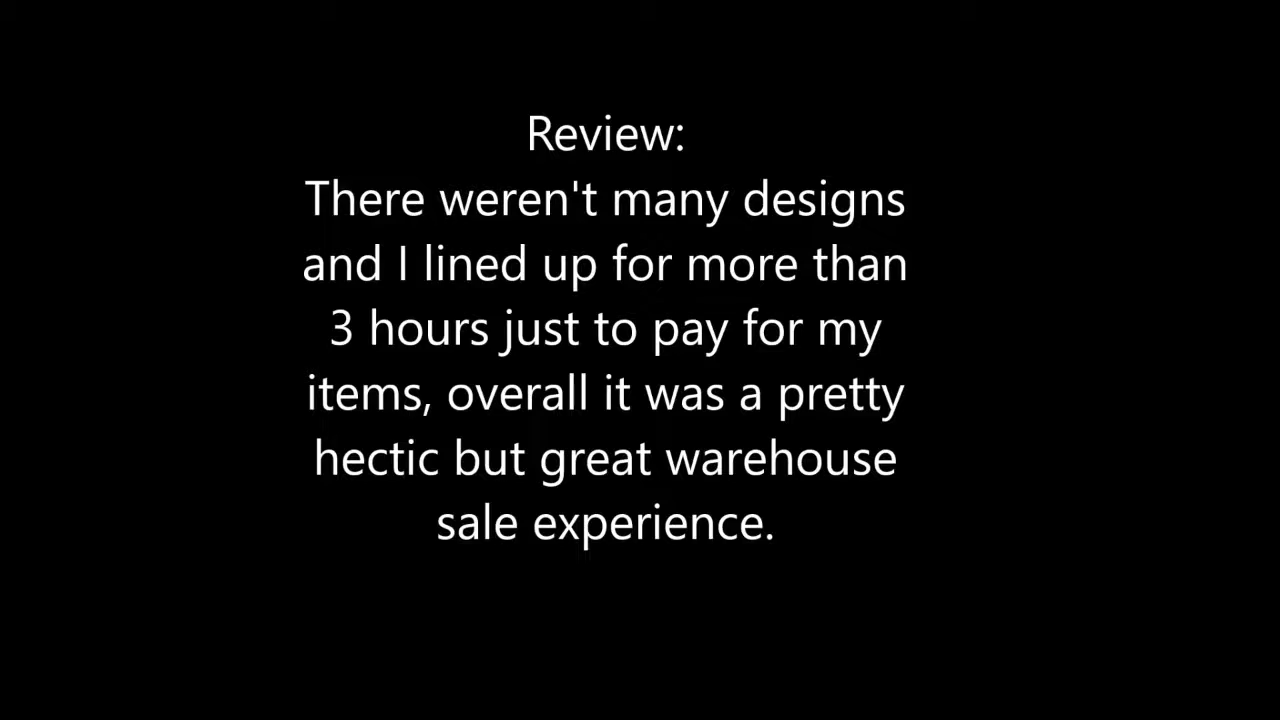 Review:
There weren't many designs
and I lined up for more than
3 hours just to pay for my
items, overall it was a pretty
hectic but great warehouse
sale experience.